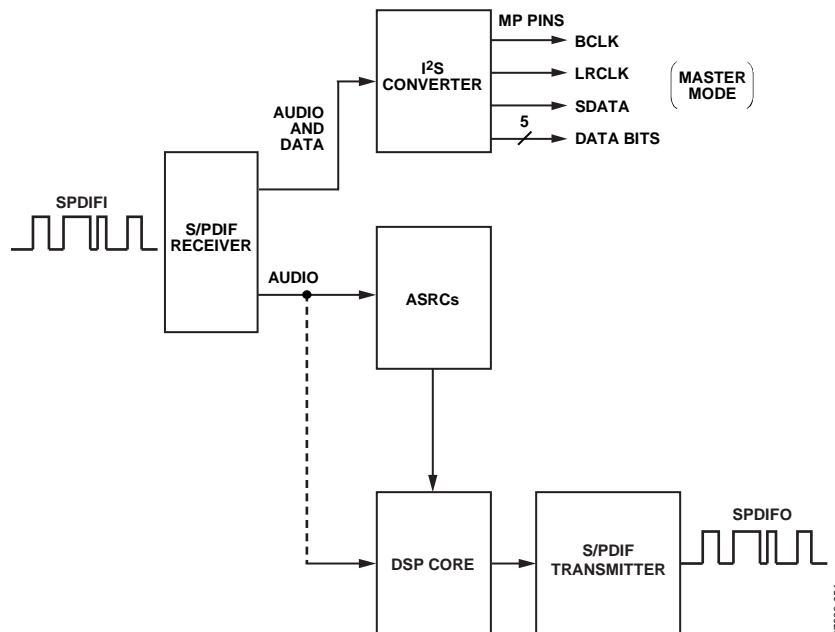 MP PINS
I²S
CONVERTER
BCLK
LRCLK
SDATA
5
DATA BITS
(MASTER
MODE)
AUDIO
AND
DATA
SPDIFI
S/PDIF
RECEIVER
AUDIO
ASRCs
DSP CORE
S/PDIF
TRANSMITTER
SPDIFO